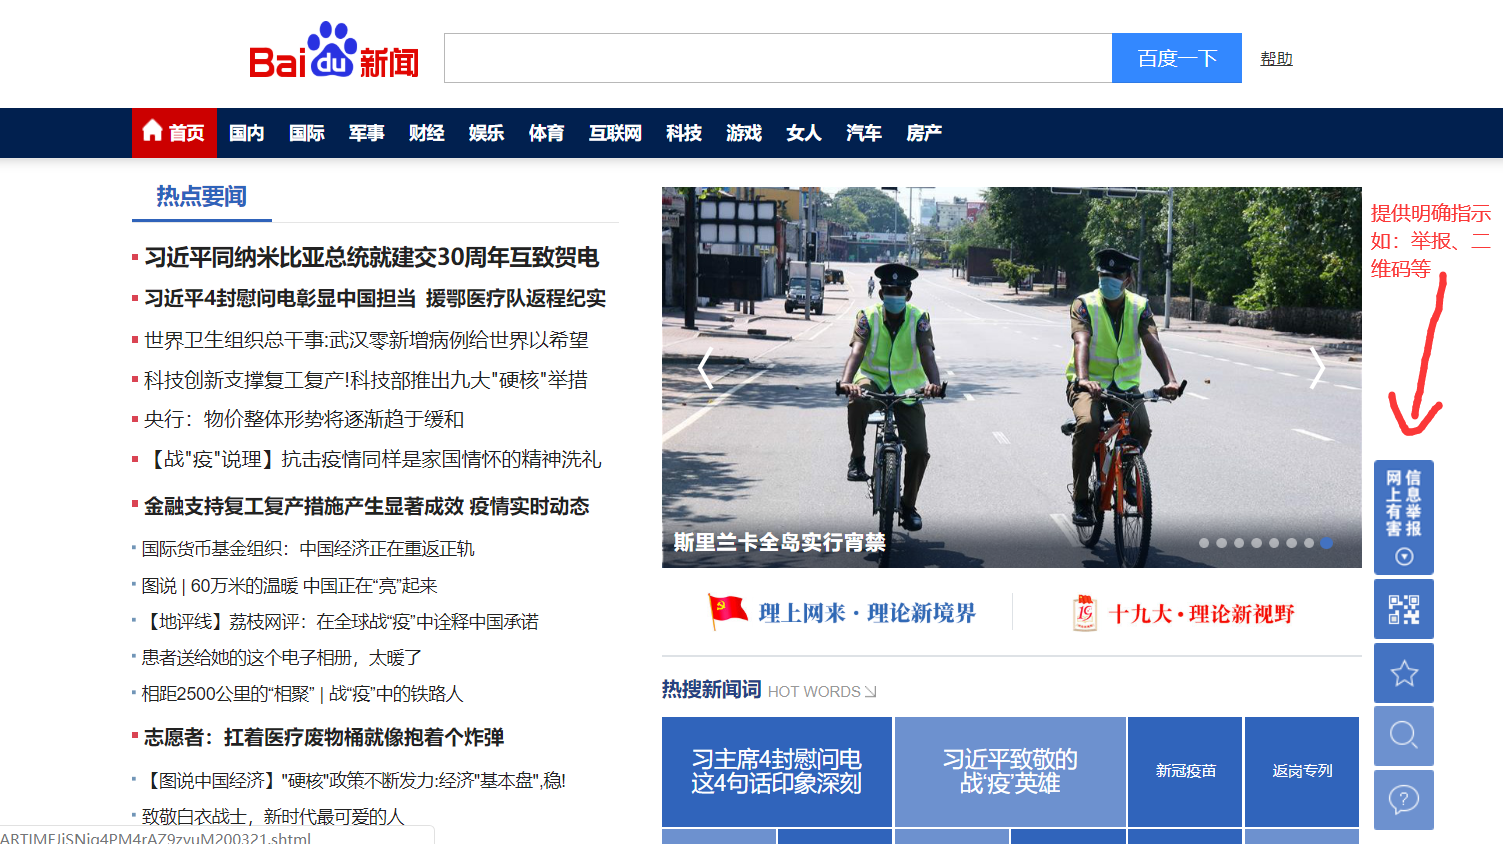 Bai du 新闻
百度一下
帮助
首页 国内 国际 军事 财经 娱乐 体育 互联网 科技 游戏 女人 汽车 房产
热点要闻
习近平同纳米比亚总统就建交30周年互致贺电
习近平4封慰问电彰显中国担当 援鄂医疗队返程纪实
世界卫生组织总干事:武汉零新增病例给世界以希望
科技创新支撑复工复产!科技部推出九大"硬核"举措
央行：物价整体形势将逐渐趋于缓和
【战"疫"说理】抗击疫情同样是家国情怀的精神洗礼
金融支持复工复产措施产生显著成效 疫情实时动态
国际货币基金组织：中国经济正在重返正轨
图说 | 60万米的温暖 中国正在“亮”起来
【地评线】荔枝网评：在全球战“疫”中诠释中国承诺
患者送给她的这个电子相册，太暖了
相距2500公里的“相聚” | 战“疫”中的铁路人
志愿者：扛着医疗废物桶就像抱着个炸弹
【图说中国经济】"硬核"政策不断发力:经济"基本盘",稳!
致敬白衣战士，新时代最可爱的人
斯里兰卡全岛实行宵禁
理上网来·理论新境界
19
十九大·理论新视野
热搜新闻词 HOT WORDS
习主席4封慰问电
这4句话印象深刻
习近平致敬的
战‘疫’英雄
新冠疫苗
返岗专列
提供明确指示
如：举报、二
维码等
网上有害
信息举报
?